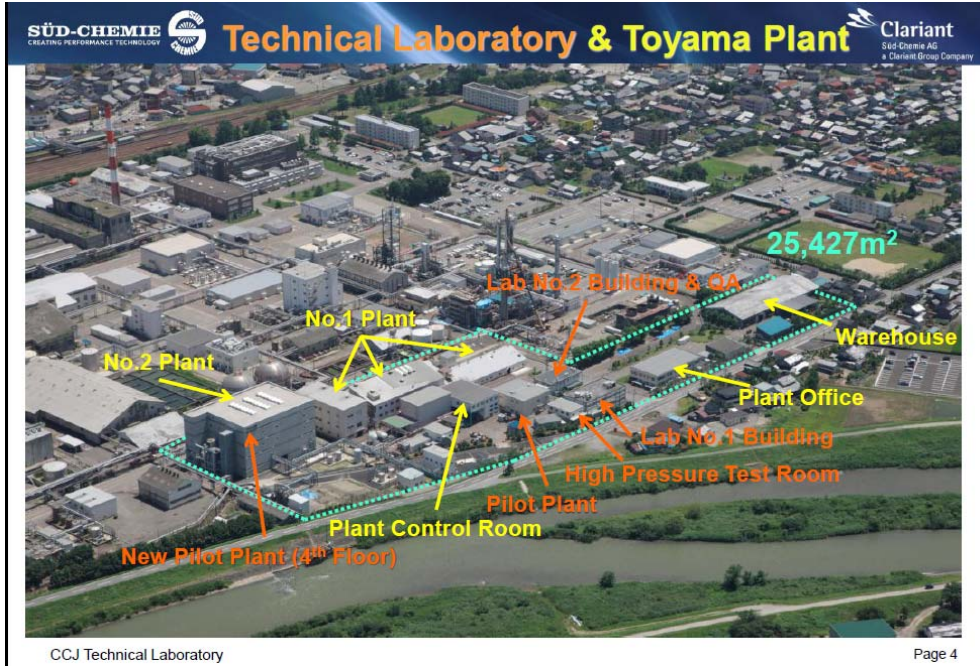 SÜD-CHEMIE
CREATING PERFORMANCE TECHNOLOGY
SÜD
CHEMIE
Technical Laboratory & Toyama Plant
Clariant
Süd-Chemie AG
a Clariant Group Company
25,427m²
Lab No.2 Building & QA
No.1 Plant
Warehouse
No.2 Plant
Plant Office
Lab No.1 Building
High Pressure Test Room
Pilot Plant
Plant Control Room
New Pilot Plant (4th Floor)
CCJ Technical Laboratory
Page 4